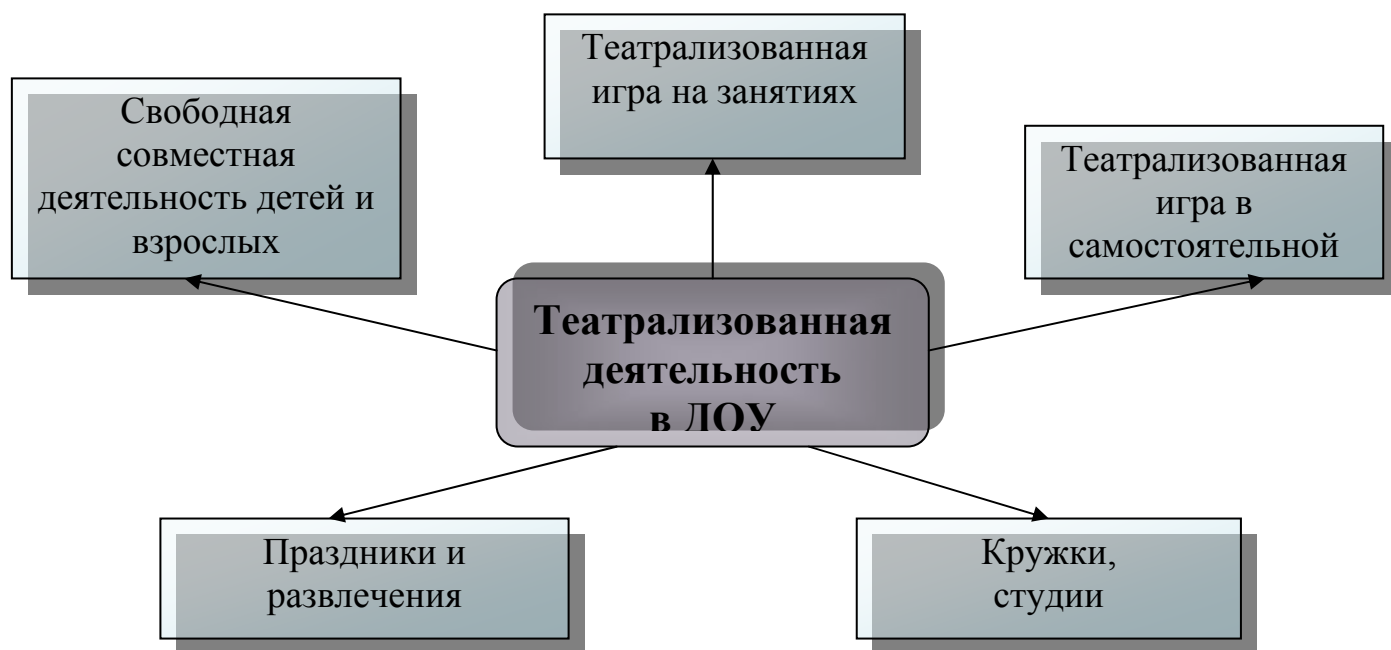 Театрализованная
игра на занятиях
Свободная
совместная
деятельность детей и
взрослых
Театрализованная
игра в
самостоятельной
Театрализованная
деятельность
в ДОУ
Праздники и
развлечения
Кружки,
студии